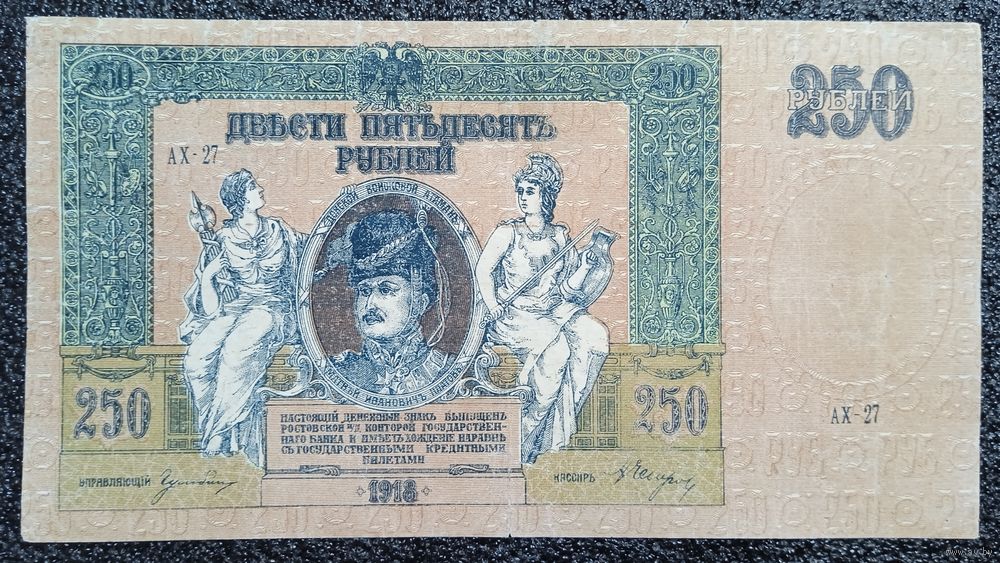 250
250
250
РУБЛЕЙ
ДВѢСТИ ПЯТЬДЕСЯТЪ
РУБЛЕЙ
АХ-27
ДОНСКОЙ ВОЙСКОВОЙ АТАМАНЪ
МАТВѢЙ ИВАНОВИЧЪ ПЛАТОВЪ
250
250
АХ-27
НАСТОЯЩІЙ ДЕНЕЖНЫЙ ЗНАКЪ ВЫПУЩЕНЪ
РОСТОВСКОЙ Н/Д КОНТОРОЙ ГОСУДАРСТВЕН-
НАГО БАНКА И ИМѢЕТЪ ХОЖДЕНІЕ НАРАВНѢ
СЪ ГОСУДАРСТВЕННЫМИ КРЕДИТНЫМИ
БИЛЕТАМИ
УПРАВЛЯЮЩІЙ
КАССИРЪ
1918